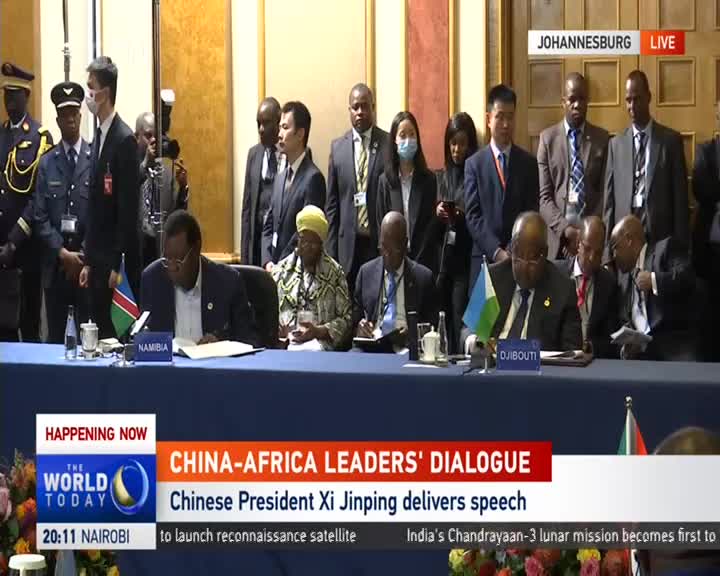 JOHANNESBURG LIVE
NAMIBIA
DJIBOUTI
HAPPENING NOW
CHINA-AFRICA LEADERS' DIALOGUE
THE
WORLD
TODAY
Chinese President Xi Jinping delivers speech
20:11 NAIROBI
to launch reconnaissance satellite India's Chandrayaan-3 lunar mission becomes first to